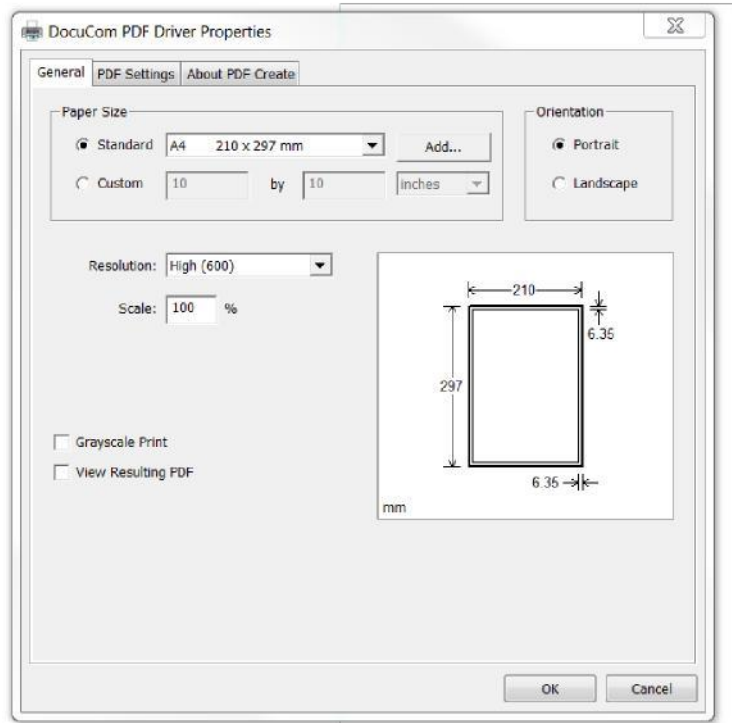 DocuCom PDF Driver Properties
General PDF Settings About PDF Create
Paper Size
Standard A4 210 x 297 mm Add...
Custom 10 by 10 inches
Orientation
Portrait
Landscape
Resolution: High (600)
Scale: 100 %
Grayscale Print
View Resulting PDF
210
6.35
297
6.35
mm
OK Cancel